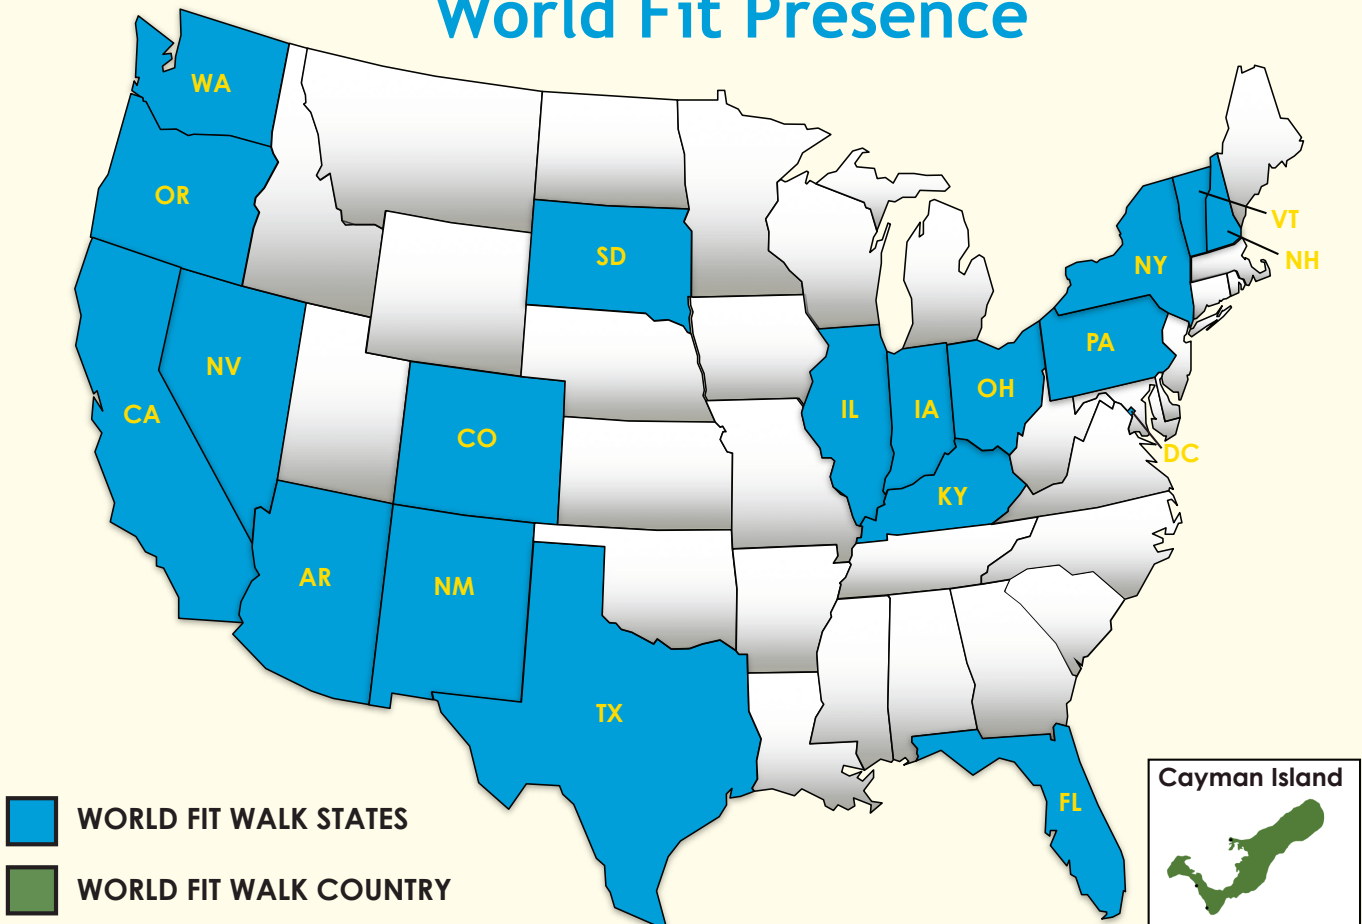 World Fit Presence
WA
OR
VT
SD
NH
NY
PA
NV
OH
IL
IA
CA
CO
DC
KY
AR
NM
TX
Cayman Island
FL
WORLD FIT WALK STATES
WORLD FIT WALK COUNTRY